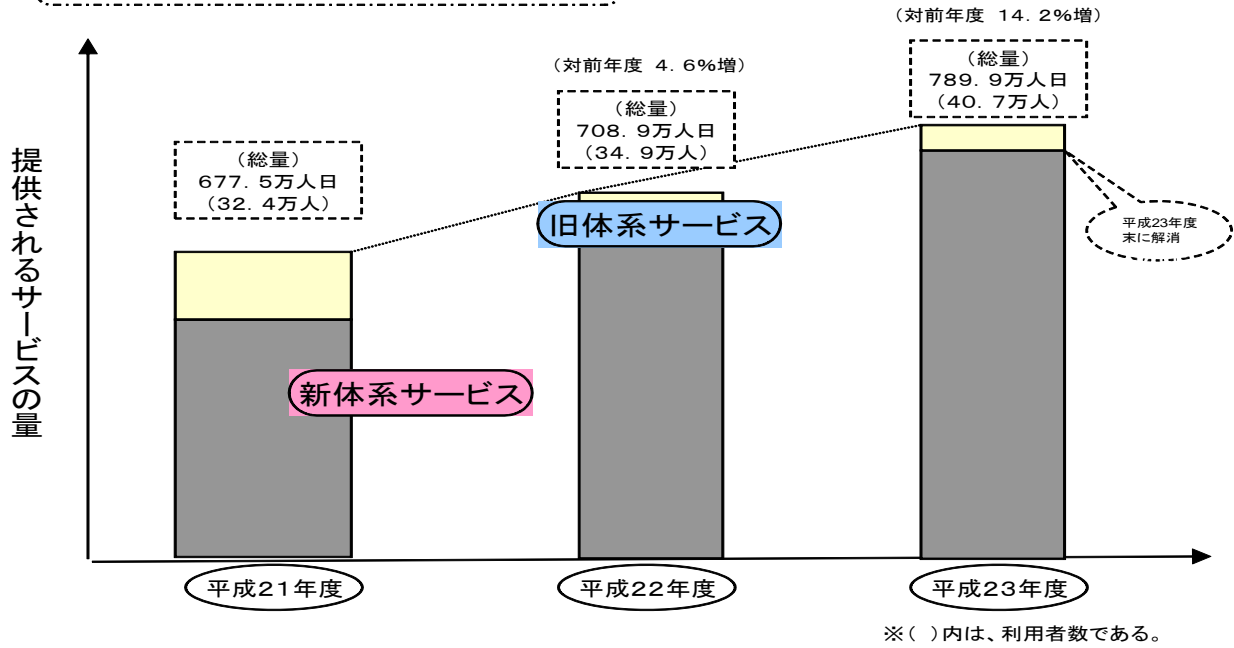 (対前年度 14.2%増)
(総量)
789.9万人日
(40.7万人)
(対前年度 4.6%増)
(総量)
708.9万人日
(34.9万人)
(総量)
677.5万人日
(32.4万人)
提供されるサービスの量
旧体系サービス
平成23年度
末に解消
新体系サービス
平成21年度
平成22年度
平成23年度
※( )内は、利用者数である。